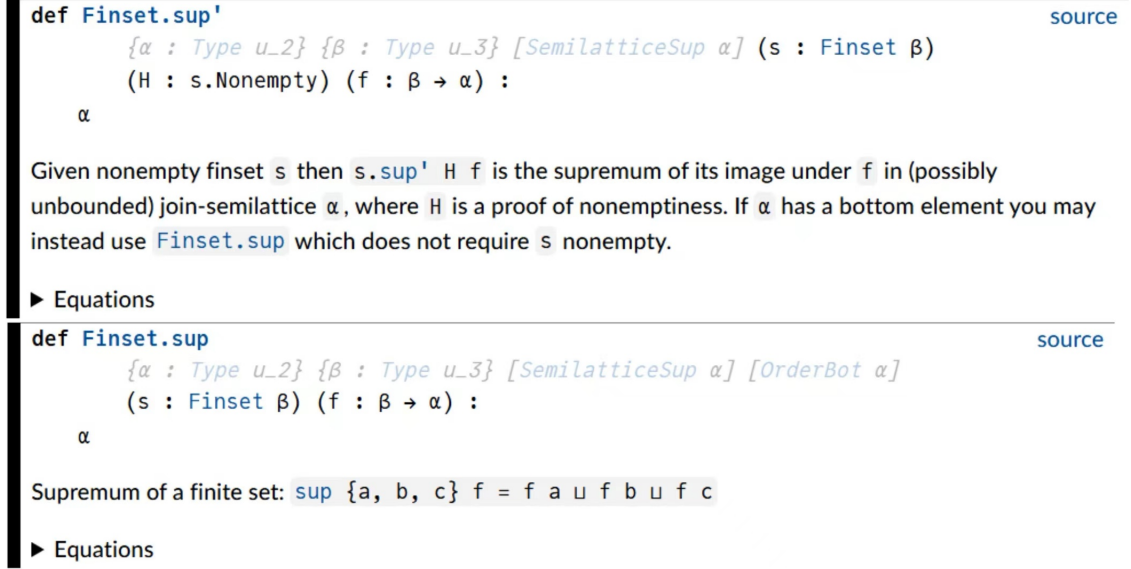 def Finset.sup' source
{α : Type u_2} {β : Type u_3} [SemilatticeSup α] (s : Finset β)
(H : s.Nonempty) (f : β → α) :
α
Given nonempty finset s then s.sup' H f is the supremum of its image under f in (possibly
unbounded) join-semilattice α, where H is a proof of nonemptiness. If α has a bottom element you may
instead use Finset.sup which does not require s nonempty.
▶ Equations
def Finset.sup source
{α : Type u_2} {β : Type u_3} [SemilatticeSup α] [OrderBot α]
(s : Finset β) (f : β → α) :
α
Supremum of a finite set: sup {a, b, c} f = f a ⊔ f b ⊔ f c
▶ Equations